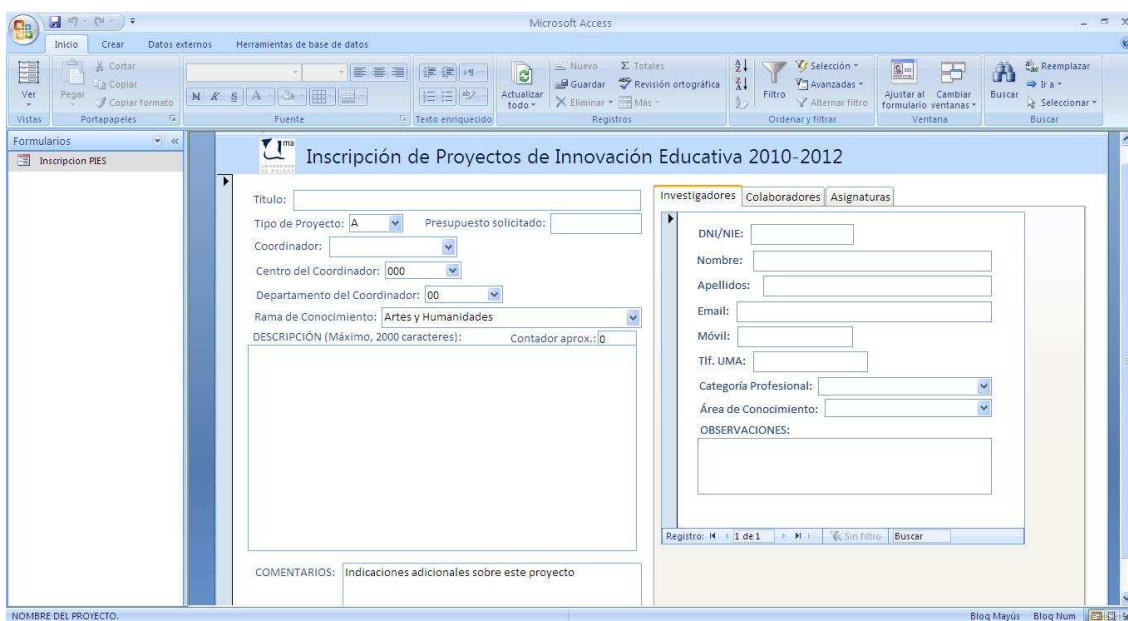 Microsoft Access
Inicio Crear Datos externos Herramientas de base de datos
Ver
Vistas
Pegar
Cortar
Copiar
Copiar formato
Portapapeles
N K S A
Fuente
Texto enriquecido
Actualizar
todo
Nuevo
Guardar
Eliminar
Totales
Revisión ortográfica
Más
Registros
Filtro
Selección
Avanzadas
Alternar filtro
Ordenar y filtrar
Ajustar al
formulario
Cambiar
ventanas
Ventana
Buscar
Reemplazar
Ir a
Seleccionar
Buscar
Formularios
Inscripcion PIES
uma
Inscripción de Proyectos de Innovación Educativa 2010-2012
Título:
Tipo de Proyecto: A Presupuesto solicitado:
Coordinador:
Centro del Coordinador: 000
Departamento del Coordinador: 00
Rama de Conocimiento: Artes y Humanidades
DESCRIPCIÓN (Máximo, 2000 caracteres): Contador aprox.: 0
COMENTARIOS: Indicaciones adicionales sobre este proyecto
Investigadores Colaboradores Asignaturas
DNI/NIE:
Nombre:
Apellidos:
Email:
Móvil:
Tlf. UMA:
Categoría Profesional:
Área de Conocimiento:
OBSERVACIONES:
Registro: 1 de 1 Sin filtro Buscar
NOMBRE DEL PROYECTO. Bloq Mayús Bloq Num